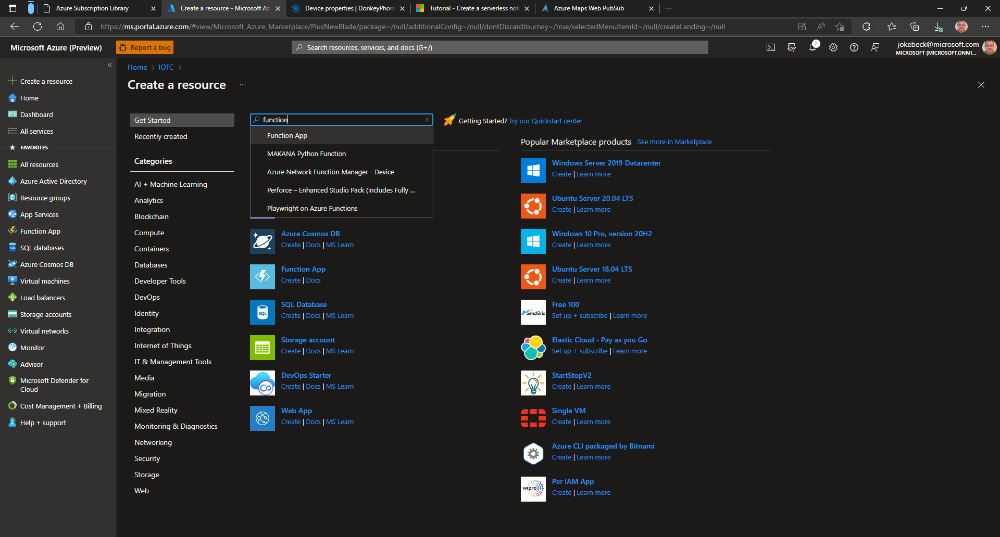 Azure Subscription Library
Create a resource - Microsoft Az
Device properties | DonkeyPhone
Tutorial - Create a serverless not
Azure Maps Web PubSub
https://ms.portal.azure.com/#view/Microsoft_Azure_Marketplace/PlusNewBlade/package~/null/additionalConfig~/null/dontDiscardJourney~/true/selectedMenuItemId~/null/createLanding~/null
Microsoft Azure (Preview)
Report a bug
Search resources, services, and docs (G+/)
2
jokebeck@microsoft.com
MICROSOFT (MICROSOFT.ONMI...
Create a resource
Home
Dashboard
All services
FAVORITES
All resources
Azure Active Directory
Resource groups
App Services
Function App
SQL databases
Azure Cosmos DB
Virtual machines
Load balancers
Storage accounts
Virtual networks
Monitor
Advisor
Microsoft Defender for
Cloud
Cost Management + Billing
Help + support
Home > IOTC >
Create a resource ...
Get Started
Recently created
Categories
AI + Machine Learning
Analytics
Blockchain
Compute
Containers
Databases
Developer Tools
DevOps
Identity
Integration
Internet of Things
IT & Management Tools
Media
Migration
Mixed Reality
Monitoring & Diagnostics
Networking
Security
Storage
Web
function
Function App
MAKANA Python Function
Azure Network Function Manager - Device
Perforce – Enhanced Studio Pack (Includes Fully ...
Playwright on Azure Functions
Azure Cosmos DB
Create | Docs | MS Learn
Function App
Create | Docs
SQL
SQL Database
Create | Docs | MS Learn
Storage account
Create | Docs | MS Learn
DevOps Starter
Create | Docs | MS Learn
Web App
Create | Docs | MS Learn
Getting Started? Try our Quickstart center
Popular Marketplace products See more in Marketplace
Windows Server 2019 Datacenter
Create | Learn more
Ubuntu Server 20.04 LTS
Create | Learn more
Windows 10 Pro, version 20H2
Create | Learn more
Ubuntu Server 18.04 LTS
Create | Learn more
SendGrid
Free 100
Set up + subscribe | Learn more
Elastic Cloud - Pay as you Go
Set up + subscribe | Learn more
StartStopV2
Create | Learn more
Single VM
Create | Learn more
Azure CLI packaged by Bitnami
Create | Learn more
wipro
Per IAM App
Create | Learn more